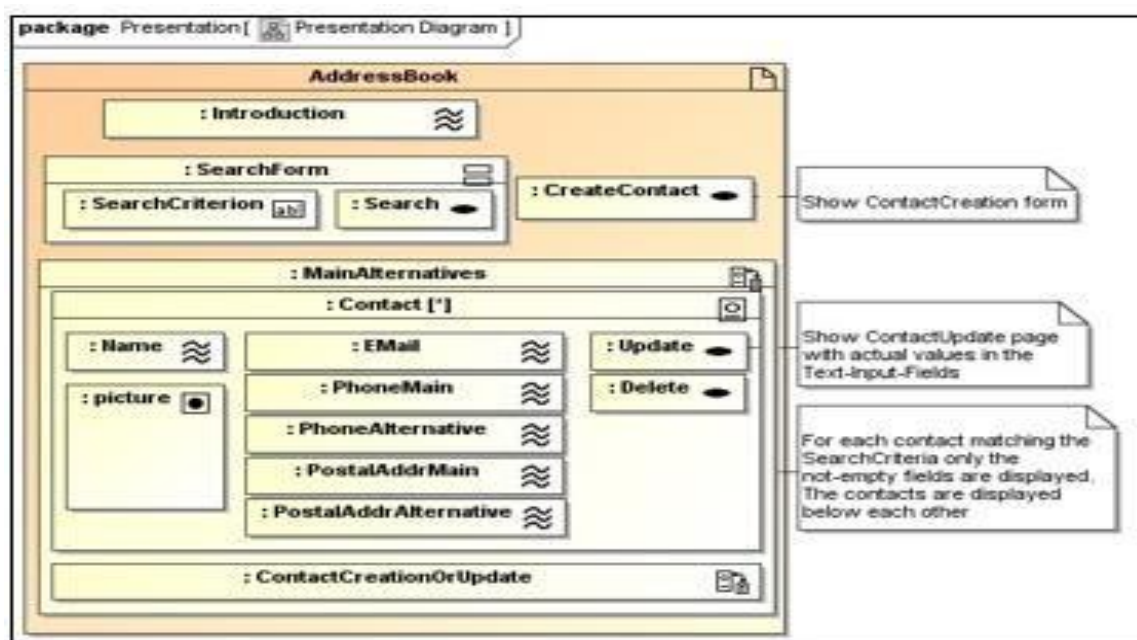 package Presentation [ Presentation Diagram ]
AddressBook
: Introduction
: SearchForm
: SearchCriterion ab|
: Search
: CreateContact
Show ContactCreation form
: MainAlternatives
: Contact [*]
: Name
: EMail
: Update
Show ContactUpdate page
with actual values in the
Text-Input-Fields
: picture
: PhoneMain
: Delete
: PhoneAlternative
: PostalAddrMain
: PostalAddrAlternative
For each contact matching the
SearchCriteria only the
not-empty fields are displayed.
The contacts are displayed
below each other
: ContactCreationOrUpdate